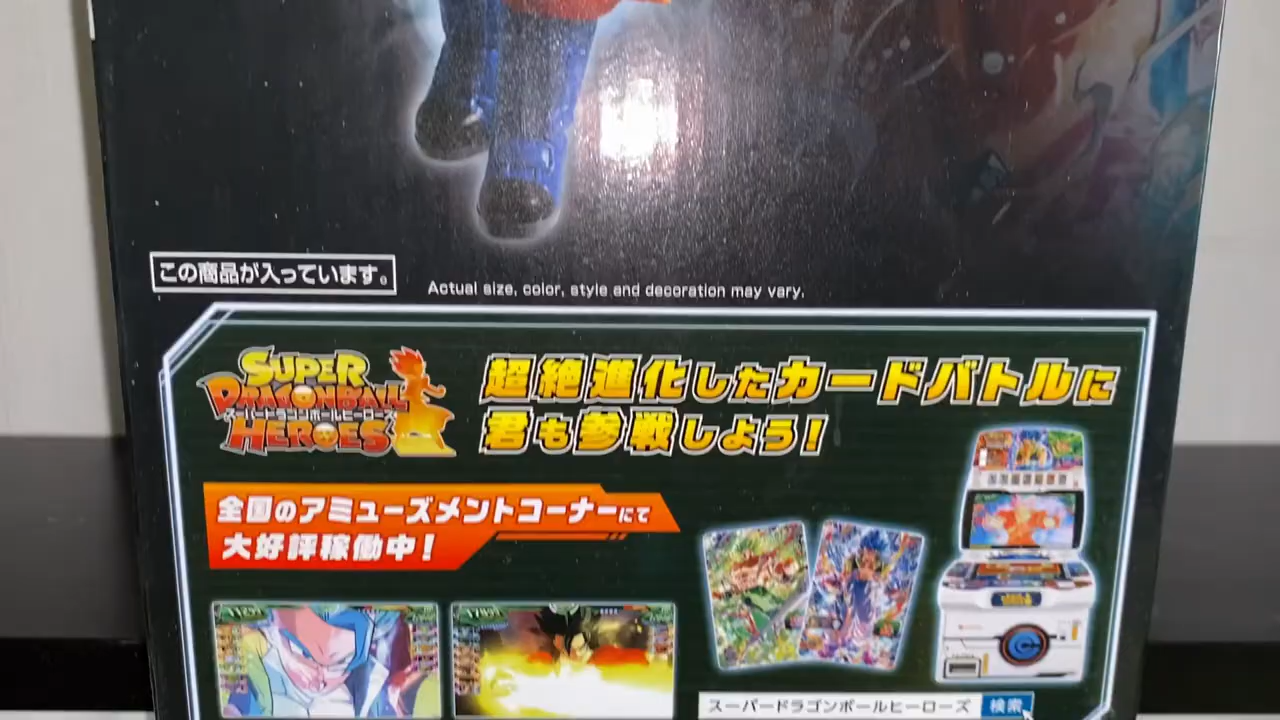 この商品が入っています。
Actual size, color, style and decoration may vary.
SUPER
DRAGONBALL
スーパードラゴンボールヒーローズ
HEROES
超絶進化したカードバトルに
君も参戦しよう！
全国のアミューズメントコーナーにて
大好評稼働中！
スーパードラゴンボールヒーローズ 検索